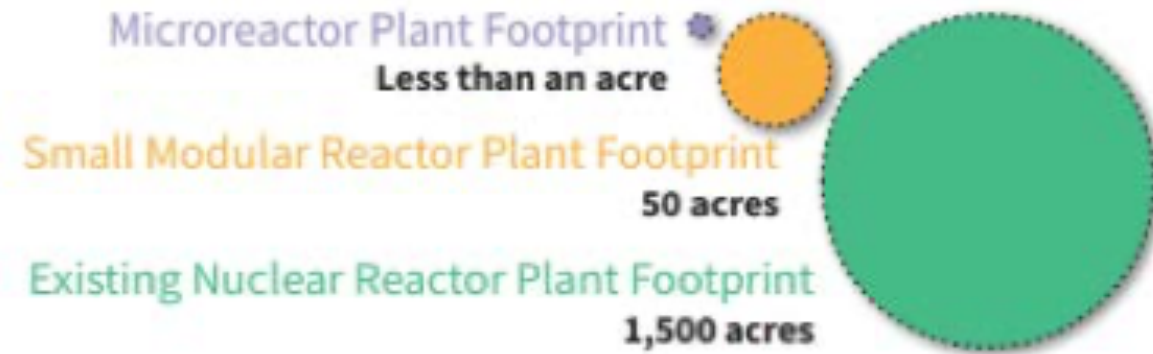 Microreactor Plant Footprint
Less than an acre
Small Modular Reactor Plant Footprint
50 acres
Existing Nuclear Reactor Plant Footprint
1,500 acres